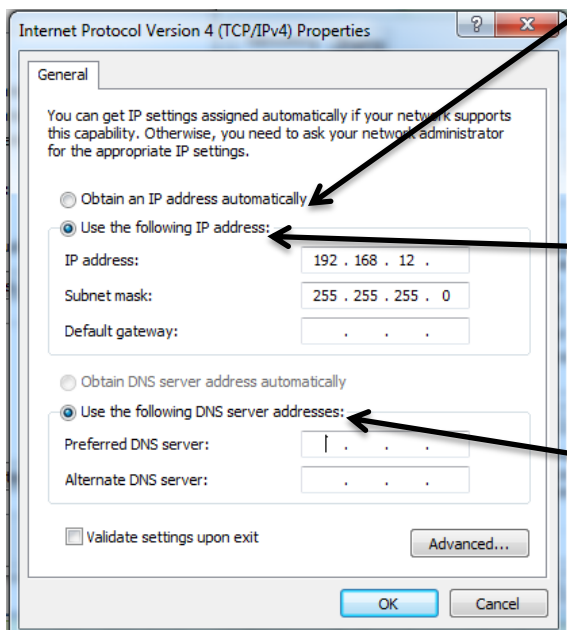 Internet Protocol Version 4 (TCP/IPv4) Properties
?
X
General
You can get IP settings assigned automatically if your network supports
this capability. Otherwise, you need to ask your network administrator
for the appropriate IP settings.
Obtain an IP address automatically
Use the following IP address:
IP address: 192 . 168 . 12 .
Subnet mask: 255 . 255 . 255 . 0
Default gateway: . . .
Obtain DNS server address automatically
Use the following DNS server addresses:
Preferred DNS server: . . .
Alternate DNS server: . . .
Validate settings upon exit
Advanced...
OK Cancel